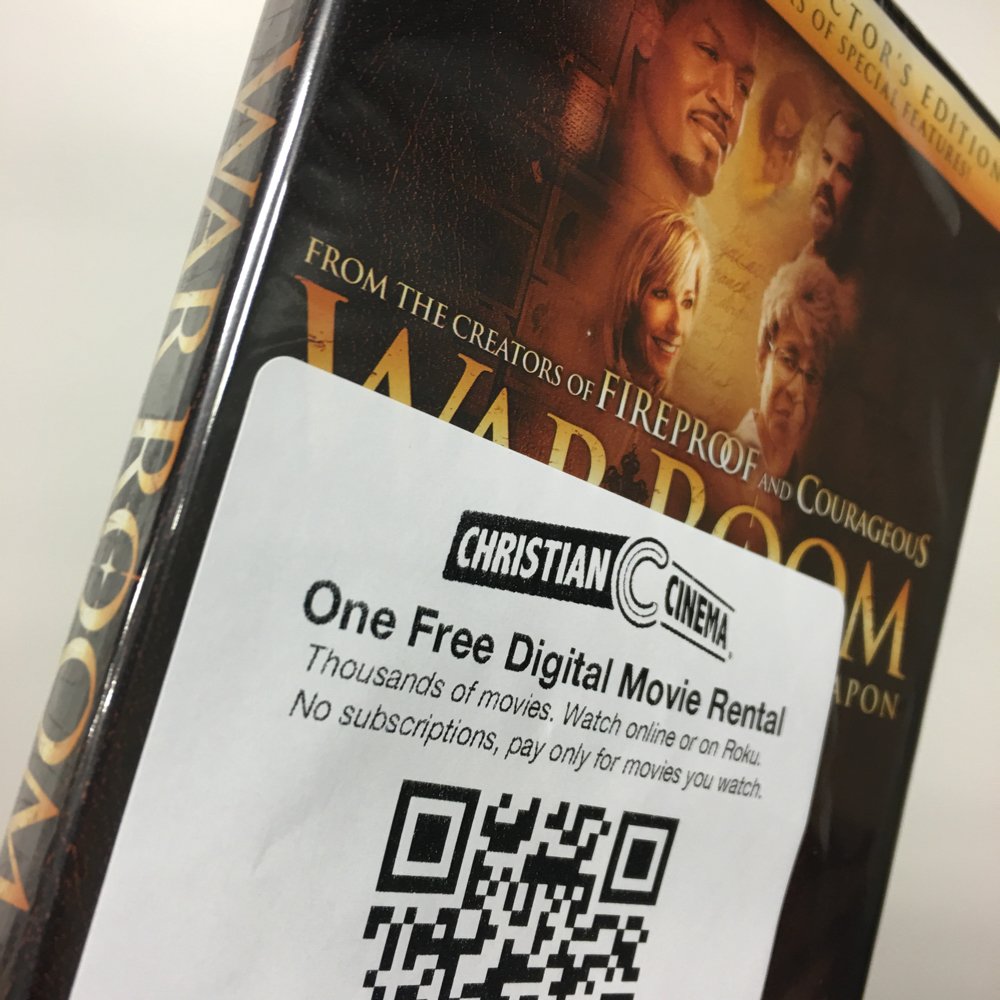 WAR ROOM
CTOR'S EDITION
OF SPECIAL FEATURES!
FROM THE CREATORS OF FIREPROOF AND COURAGEOUS
WAR ROOM
APON
CHRISTIAN C CINEMA
One Free Digital Movie Rental
Thousands of movies. Watch online or on Roku.
No subscriptions, pay only for movies you watch.